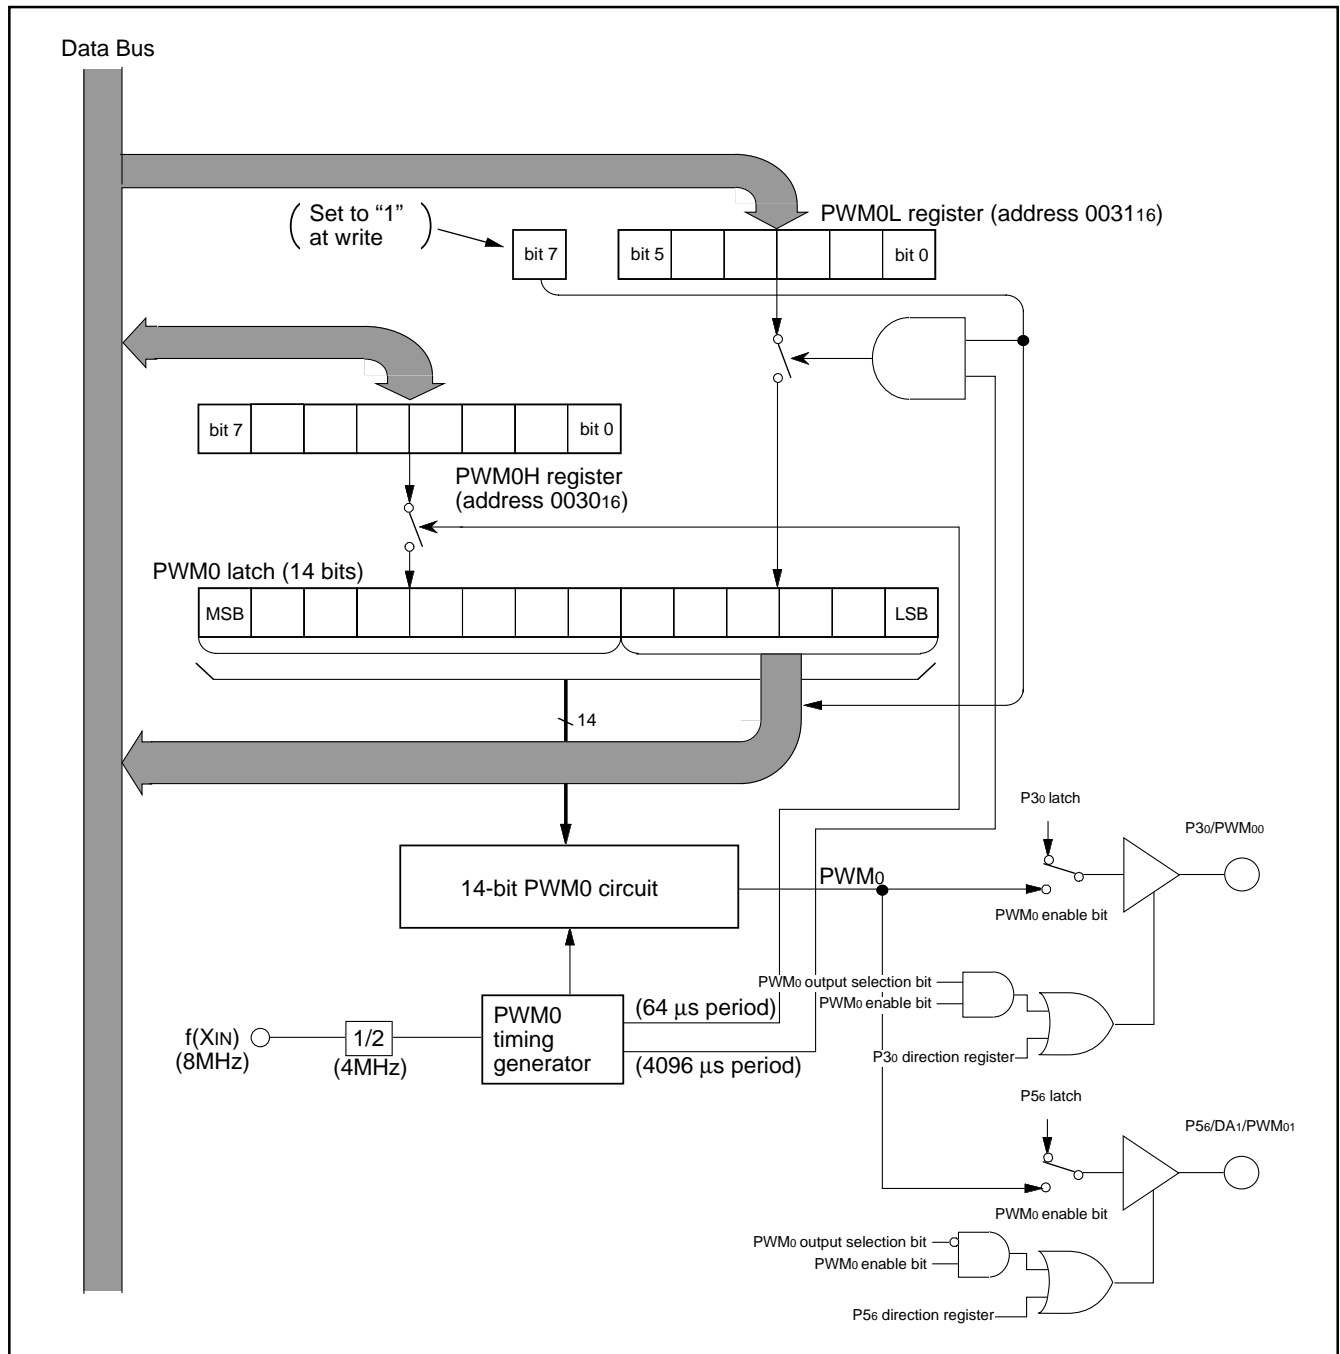 Data Bus
Set to “1”
at write
PWM0L register (address 003116)
bit 7
bit 5
bit 0
bit 7
bit 0
PWM0H register
(address 003016)
PWM0 latch (14 bits)
MSB
LSB
14
P30 latch
P30/PWM00
14-bit PWM0 circuit
PWM0
PWM0 enable bit
PWM0 output selection bit
PWM0 enable bit
P30 direction register
f(XIN)
(8MHz)
1/2
(4MHz)
PWM0
timing
generator
(64 μs period)
(4096 μs period)
P56 latch
P56/DA1/PWM01
PWM0 enable bit
PWM0 output selection bit
PWM0 enable bit
P56 direction register